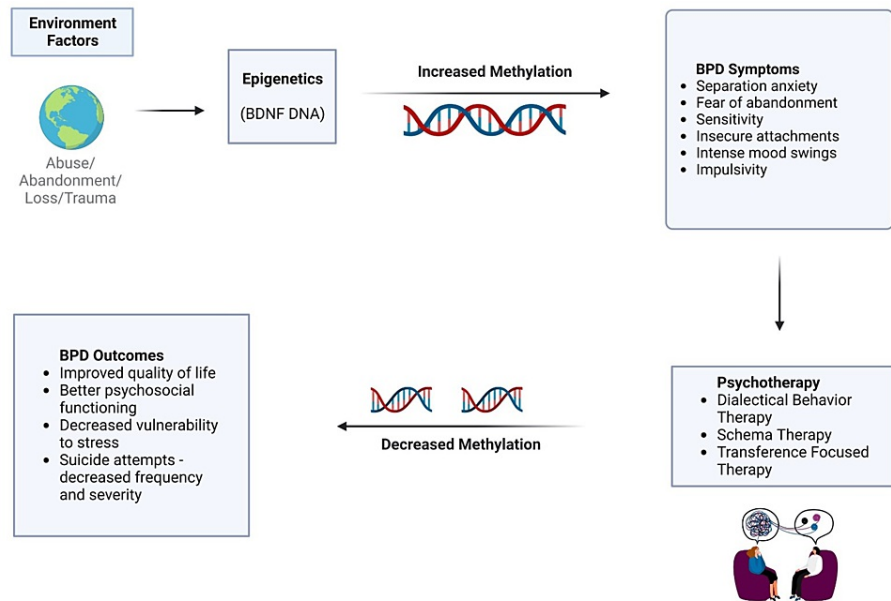 Environment
Factors
Abuse/
Abandonment/
Loss/Trauma
Epigenetics
(BDNF DNA)
Increased Methylation
BPD Symptoms
• Separation anxiety
• Fear of abandonment
• Sensitivity
• Insecure attachments
• Intense mood swings
• Impulsivity
Psychotherapy
• Dialectical Behavior
Therapy
• Schema Therapy
• Transference Focused
Therapy
Decreased Methylation
BPD Outcomes
• Improved quality of life
• Better psychosocial
functioning
• Decreased vulnerability
to stress
• Suicide attempts -
decreased frequency
and severity